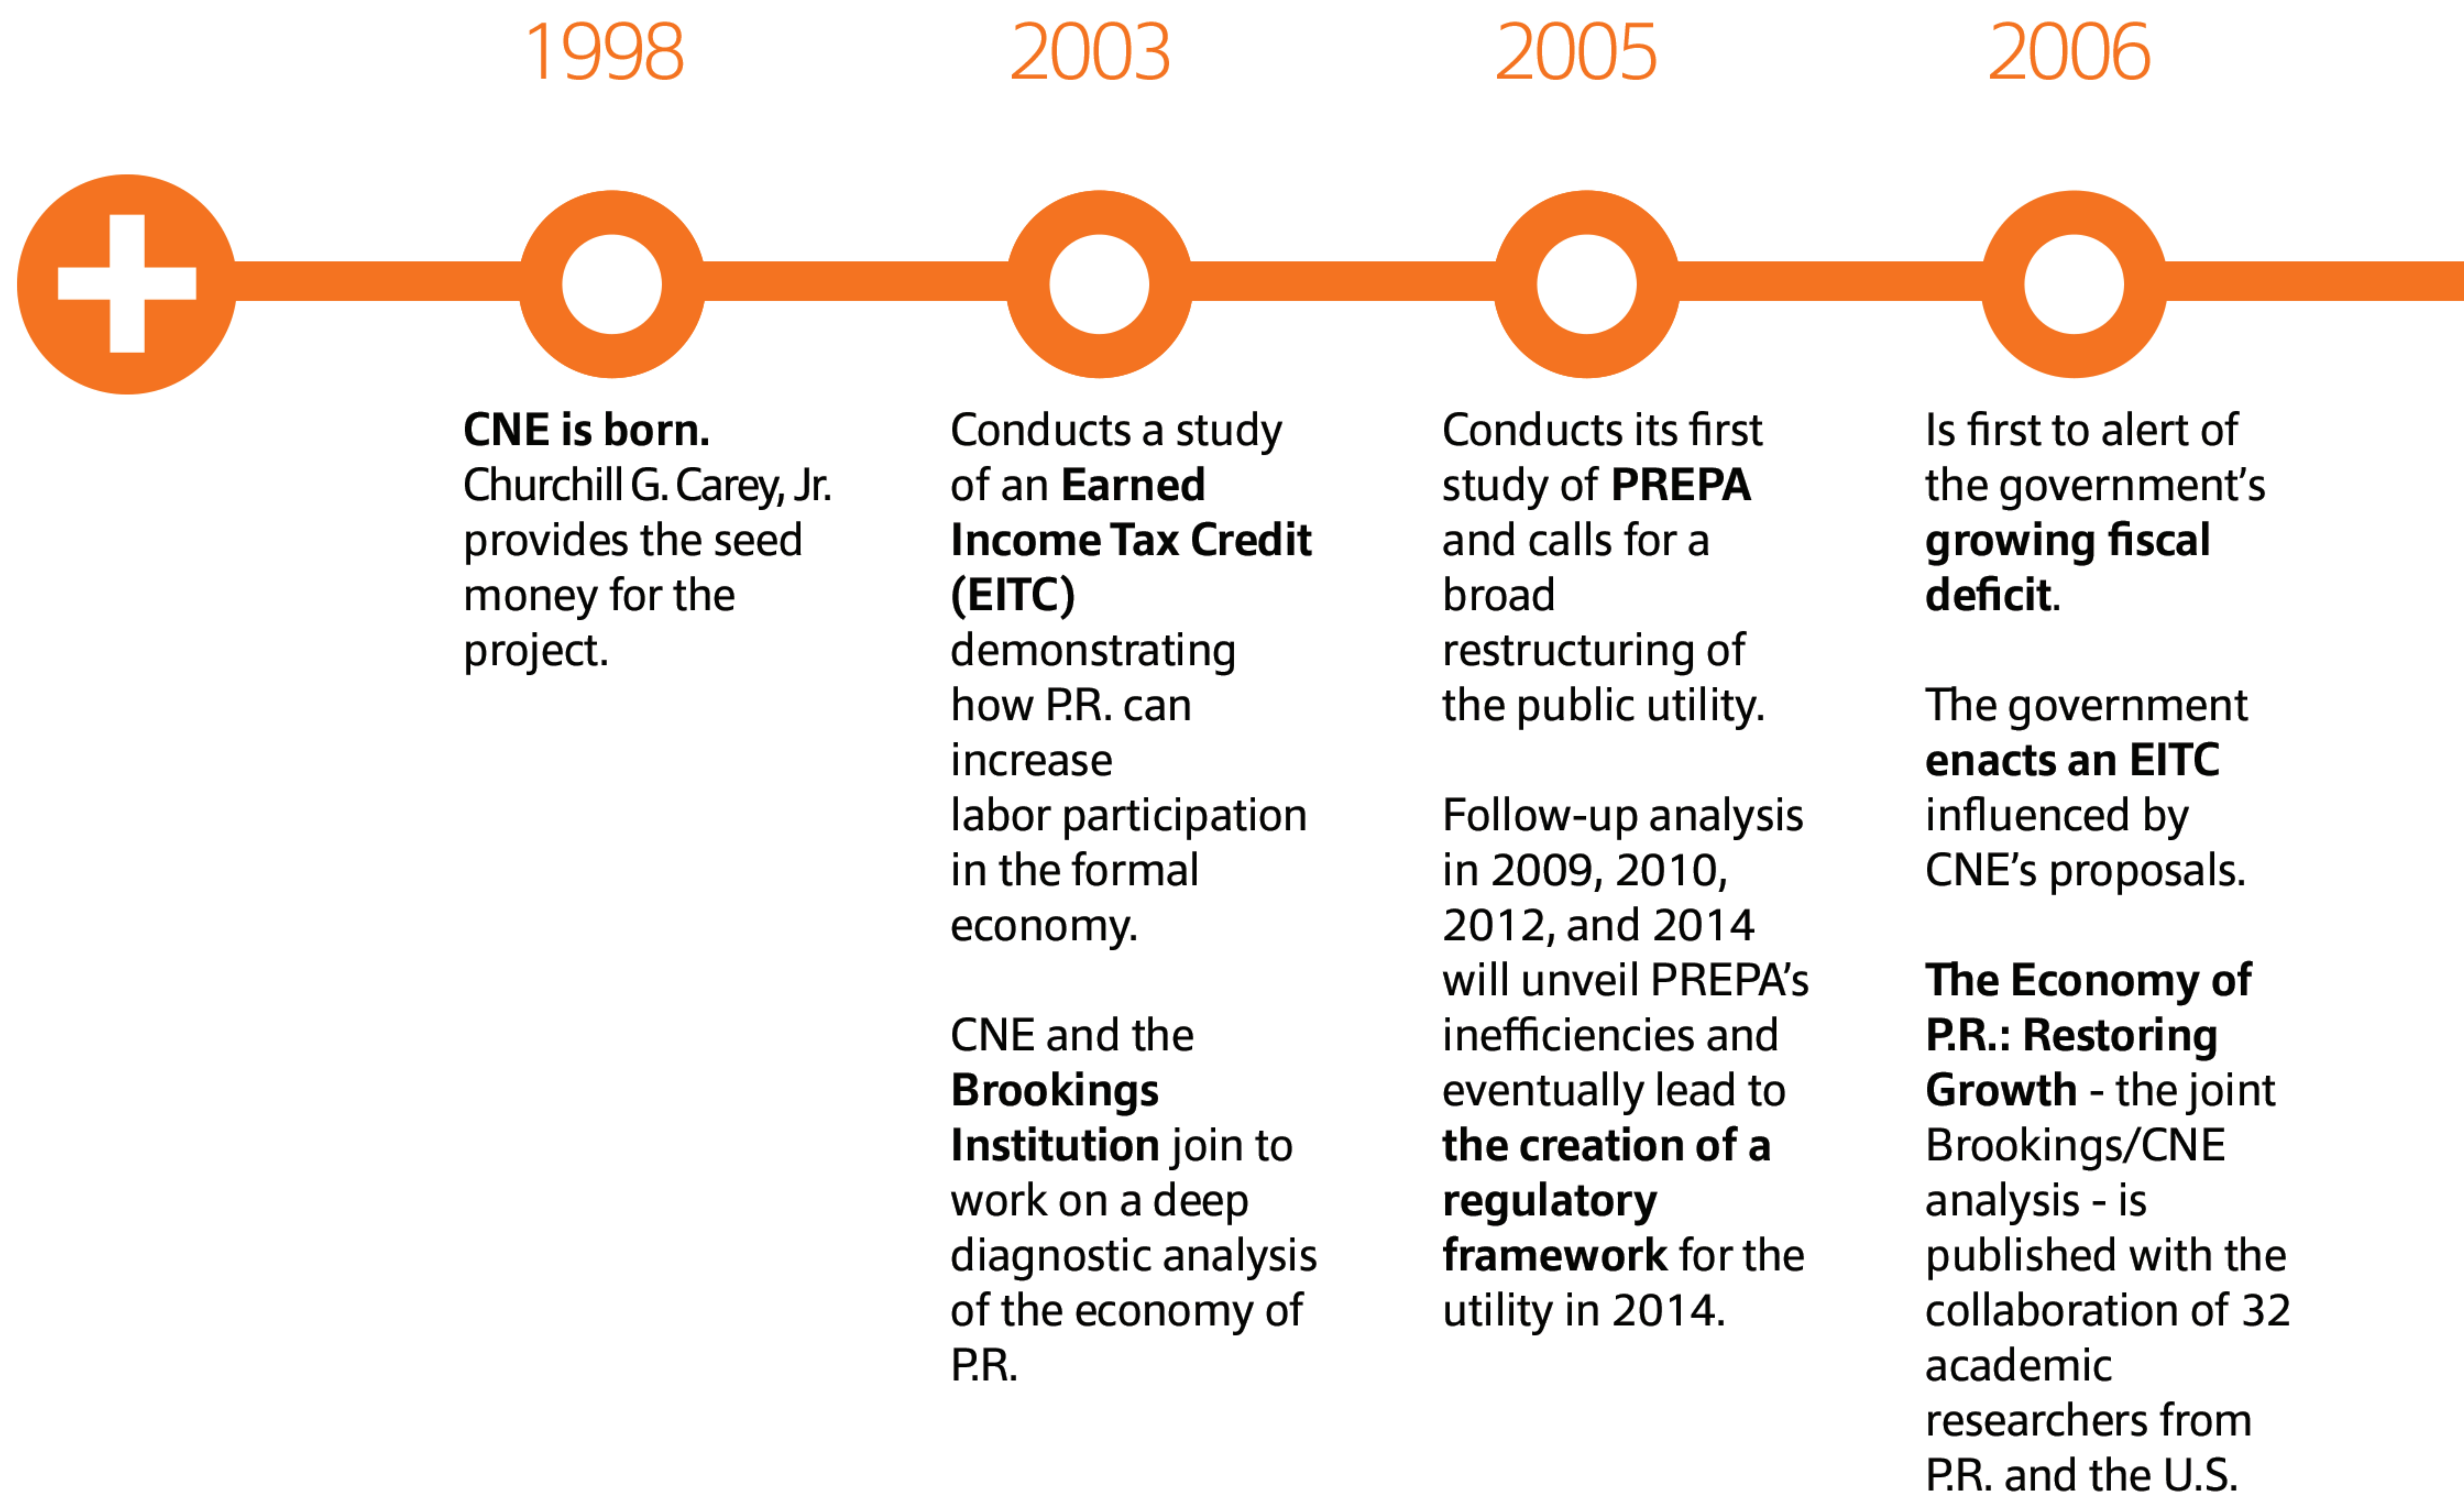 1998
CNE is born.
Churchill G. Carey, Jr.
provides the seed
money for the
project.
2003
Conducts a study
of an Earned
Income Tax Credit
(EITC)
demonstrating
how P.R. can
increase
labor participation
in the formal
economy.
CNE and the
Brookings
Institution join to
work on a deep
diagnostic analysis
of the economy of
P.R.
2005
Conducts its first
study of PREPA
and calls for a
broad
restructuring of
the public utility.
Follow-up analysis
in 2009, 2010,
2012, and 2014
will unveil PREPA's
inefficiencies and
eventually lead to
the creation of a
regulatory
framework for the
utility in 2014.
2006
Is first to alert of
the government's
growing fiscal
deficit.
The government
enacts an EITC
influenced by
CNE's proposals.
The Economy of
P.R.: Restoring
Growth - the joint
Brookings/CNE
analysis - is
published with the
collaboration of 32
academic
researchers from
P.R. and the U.S.